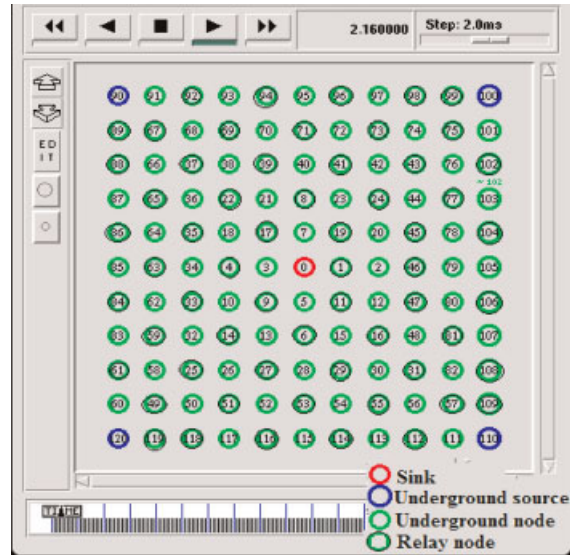 2.160000 Step: 2.0ms
90 91 92 93 94 95 96 97 98 99 100
89 67 68 69 70 71 72 73 74 75 101
ED
IT
88 66 37 38 39 40 41 42 43 76 102
~ 102
87 65 36 22 21 8 23 24 44 77 103
86 64 35 18 17 7 19 20 45 78 104
85 63 34 4 3 0 1 2 46 79 105
84 62 33 10 9 5 11 12 47 80 106
83 59 32 14 13 6 15 16 48 81 107
61 58 25 26 27 28 29 30 31 82 108
60 49 50 51 52 53 54 55 56 57 109
120 119 118 117 116 115 114 113 112 111 110
Sink
Underground source
TIME
Underground node
Relay node